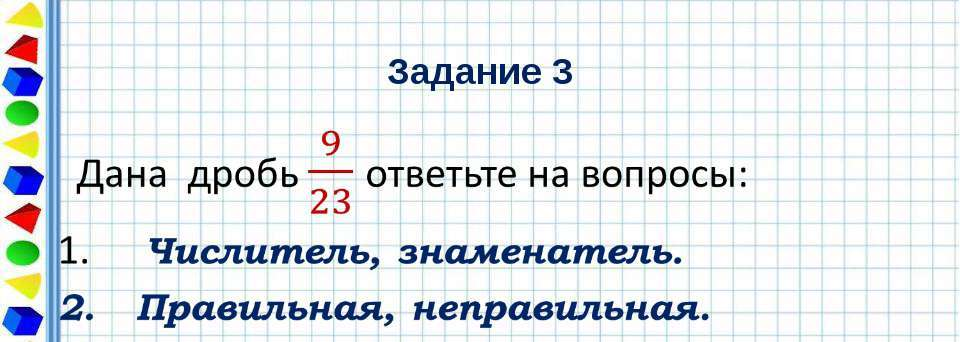 Задание 3
Дана дробь 9/23 ответьте на вопросы:
1. Числитель, знаменатель.
2. Правильная, неправильная.